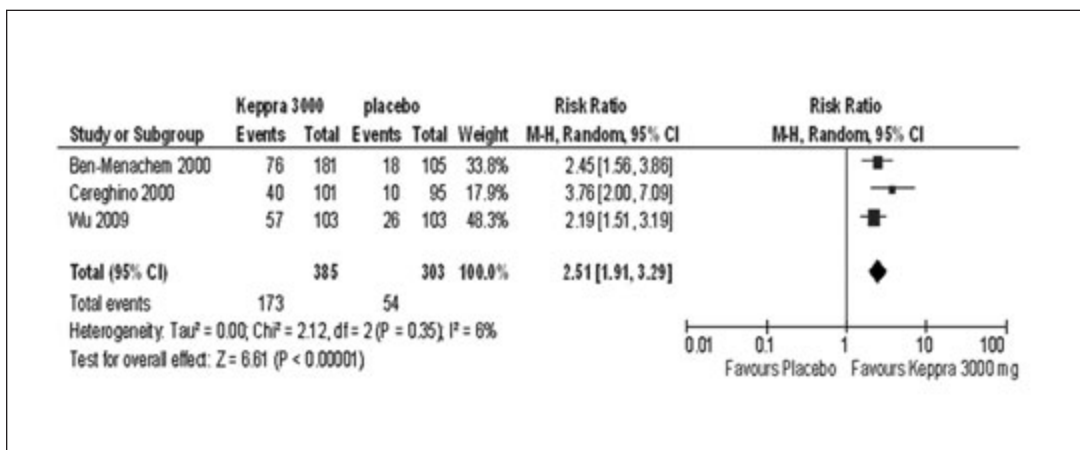 Keppra 3000 placebo Risk Ratio Risk Ratio
Study or Subgroup Events Total Events Total Weight M-H, Random, 95% CI M-H, Random, 95% CI
Ben-Menachem 2000 76 181 18 105 33.8% 2.45 [1.56, 3.86]
Cereghino 2000 40 101 10 95 17.9% 3.76 [2.00, 7.09]
Wu 2009 57 103 26 103 48.3% 2.19 [1.51, 3.19]
Total (95% CI) 385 303 100.0% 2.51 [1.91, 3.29]
Total events 173 54
Heterogeneity: Tau² = 0.00; Chi² = 2.12, df = 2 (P = 0.35); I² = 6%
Test for overall effect: Z = 6.61 (P < 0.00001)
0.01 0.1 1 10 100
Favours Placebo Favours Keppra 3000 mg